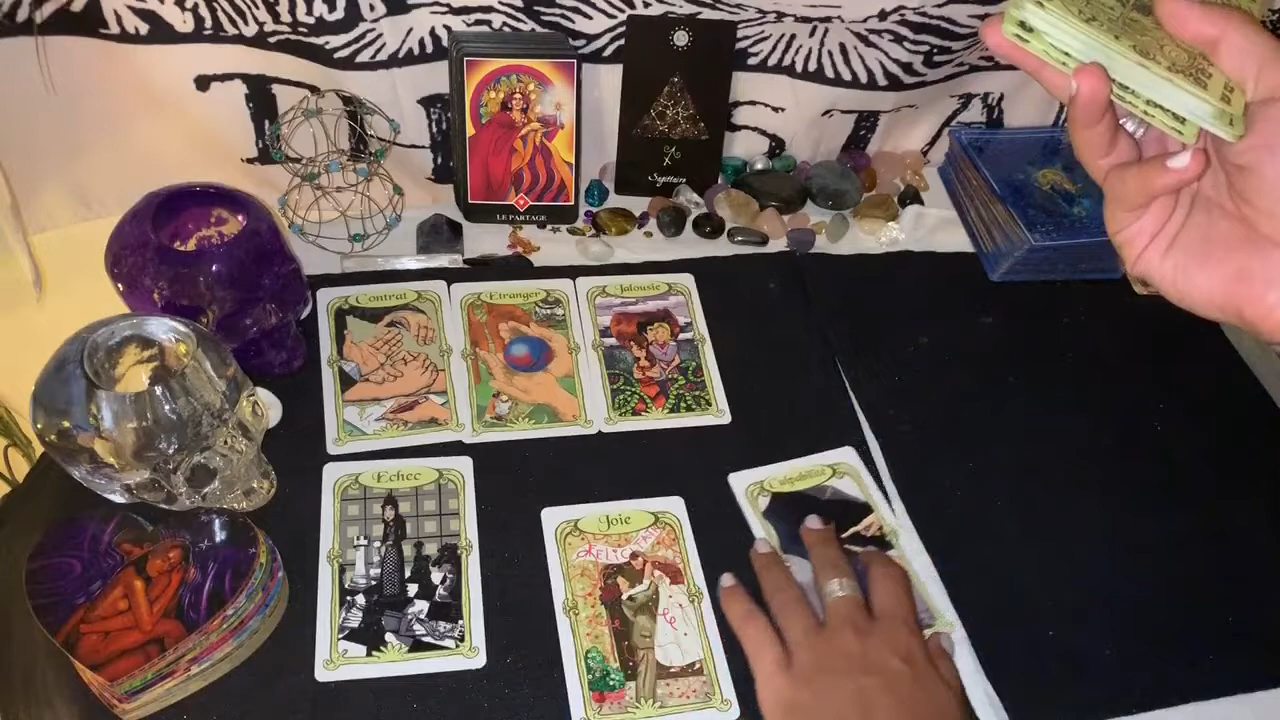 LE PARTAGE
Sagittaire
Contrat
Etranger
Jalousie
Echec
Joie
Culpabilité